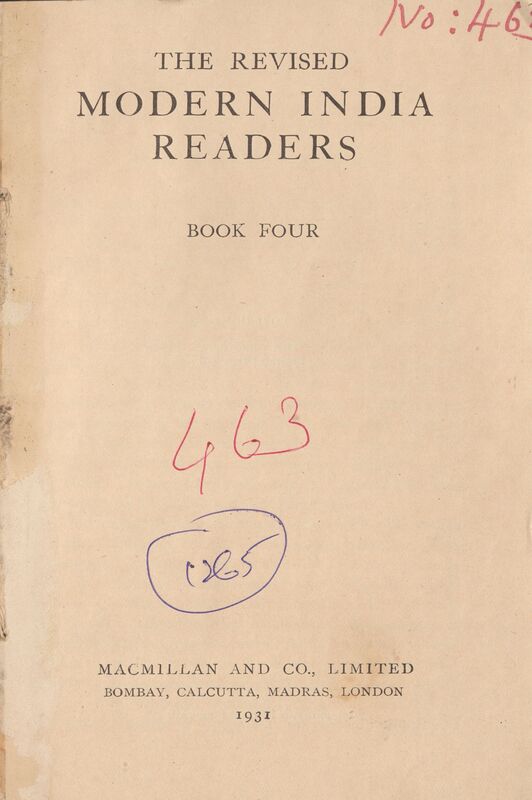 No: 463
THE REVISED
MODERN INDIA
READERS
BOOK FOUR
463
1265
MACMILLAN AND CO., LIMITED
BOMBAY, CALCUTTA, MADRAS, LONDON
1931